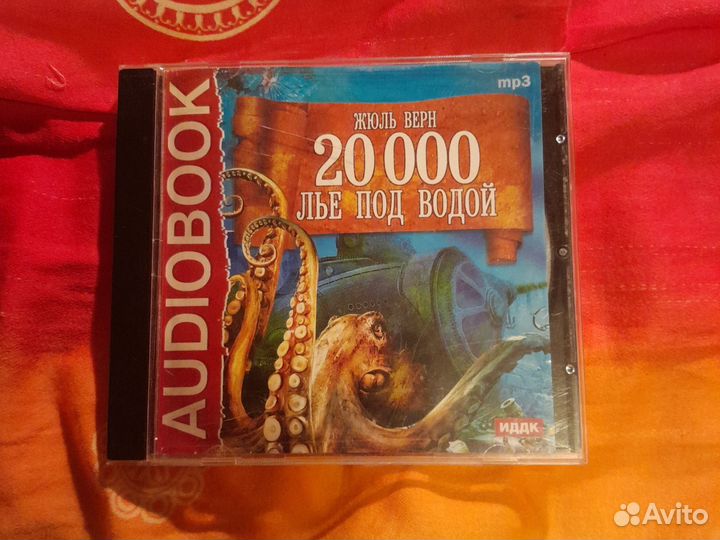 AUDIOBOOK
mp3
ЖЮЛЬ ВЕРН
20 000
ЛЬЕ ПОД ВОДОЙ
ИДДК
Avito